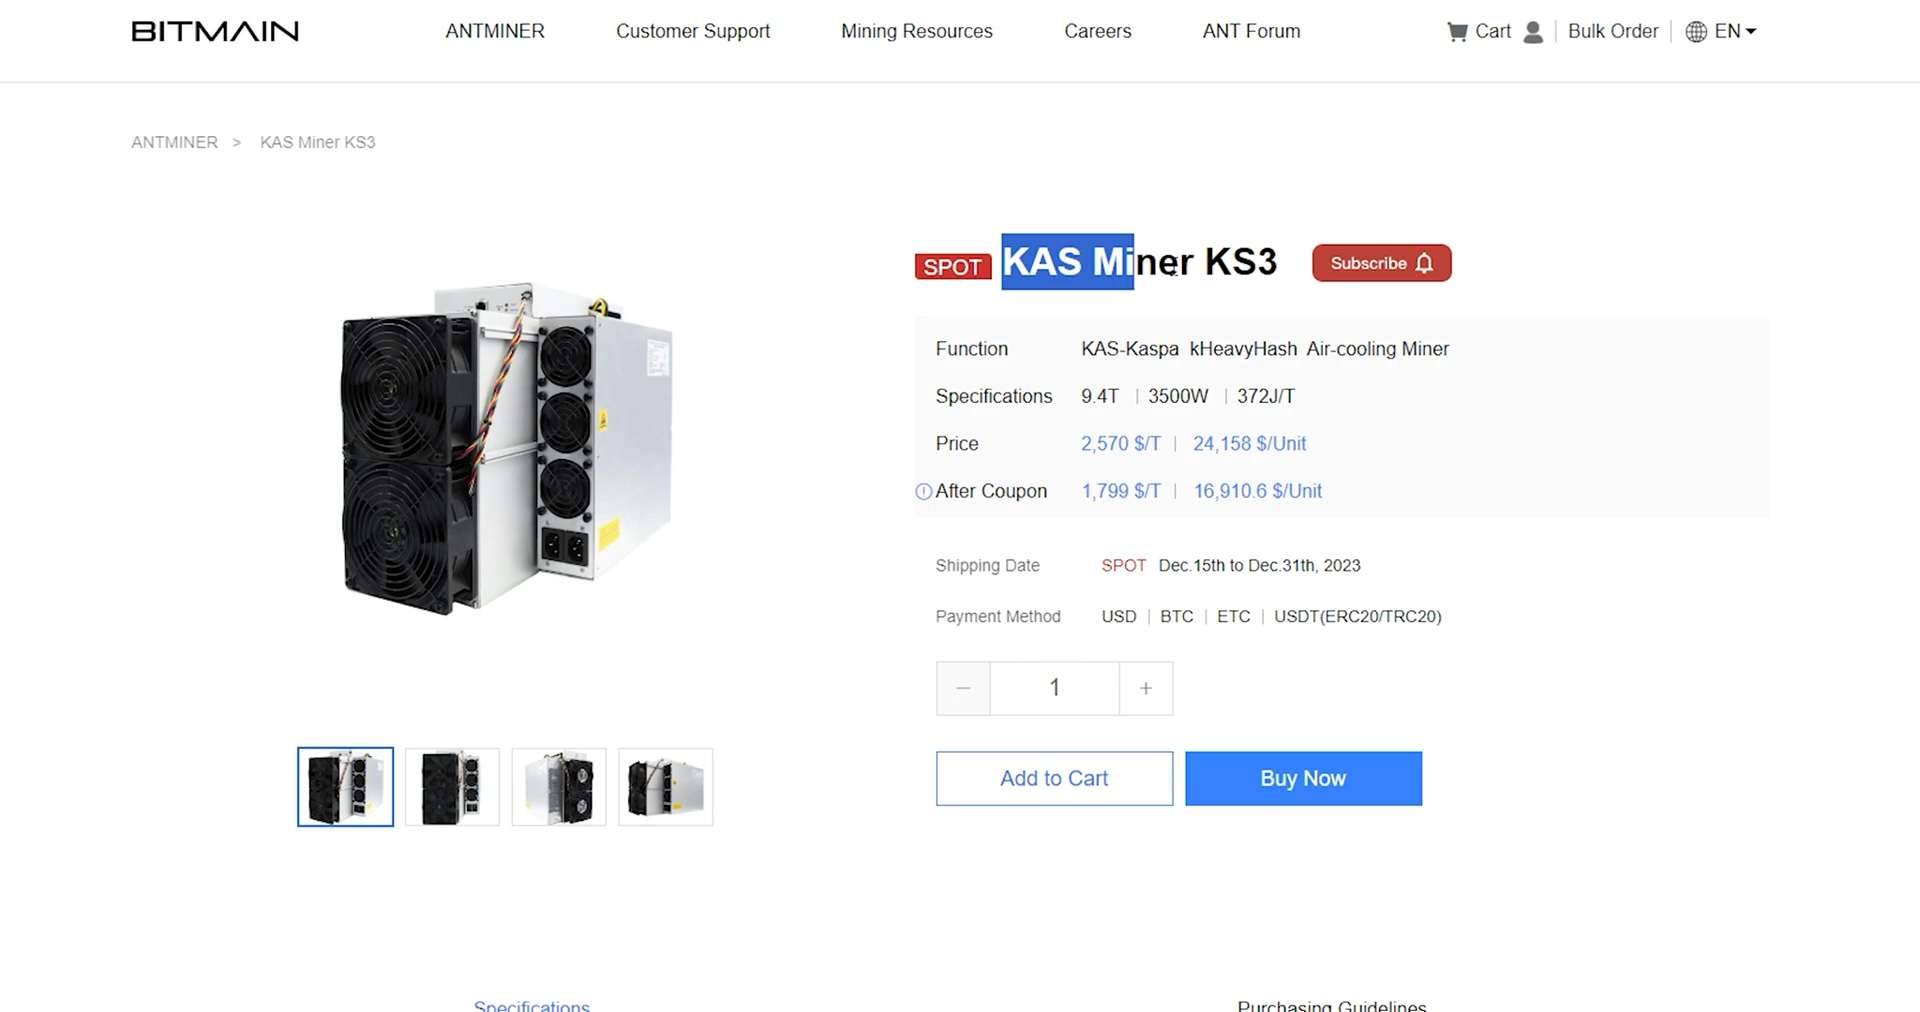 BITMAIN
ANTMINER
Customer Support
Mining Resources
Careers
ANT Forum
Cart
Bulk Order
EN
ANTMINER > KAS Miner KS3
SPOT KAS Miner KS3
Subscribe
Function KAS-Kaspa kHeavyHash Air-cooling Miner
Specifications 9.4T | 3500W | 372J/T
Price 2,570 $/T | 24,158 $/Unit
After Coupon 1,799 $/T | 16,910.6 $/Unit
Shipping Date SPOT Dec.15th to Dec.31th, 2023
Payment Method USD | BTC | ETC | USDT(ERC20/TRC20)
− 1 +
Add to Cart
Buy Now
Specifications
Purchasing Guidelines